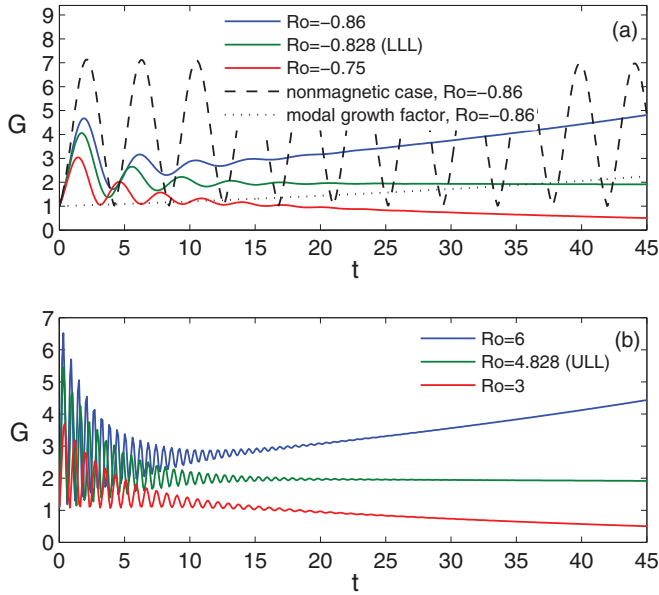 (a)
Ro=−0.86
Ro=−0.828 (LLL)
Ro=−0.75
nonmagnetic case, Ro=−0.86
modal growth factor, Ro=−0.86
G
9
8
7
6
5
4
3
2
1
0
0 5 10 15 20 25 30 35 40 45
t
(b)
Ro=6
Ro=4.828 (ULL)
Ro=3
G
7
6
5
4
3
2
1
0
0 5 10 15 20 25 30 35 40 45
t